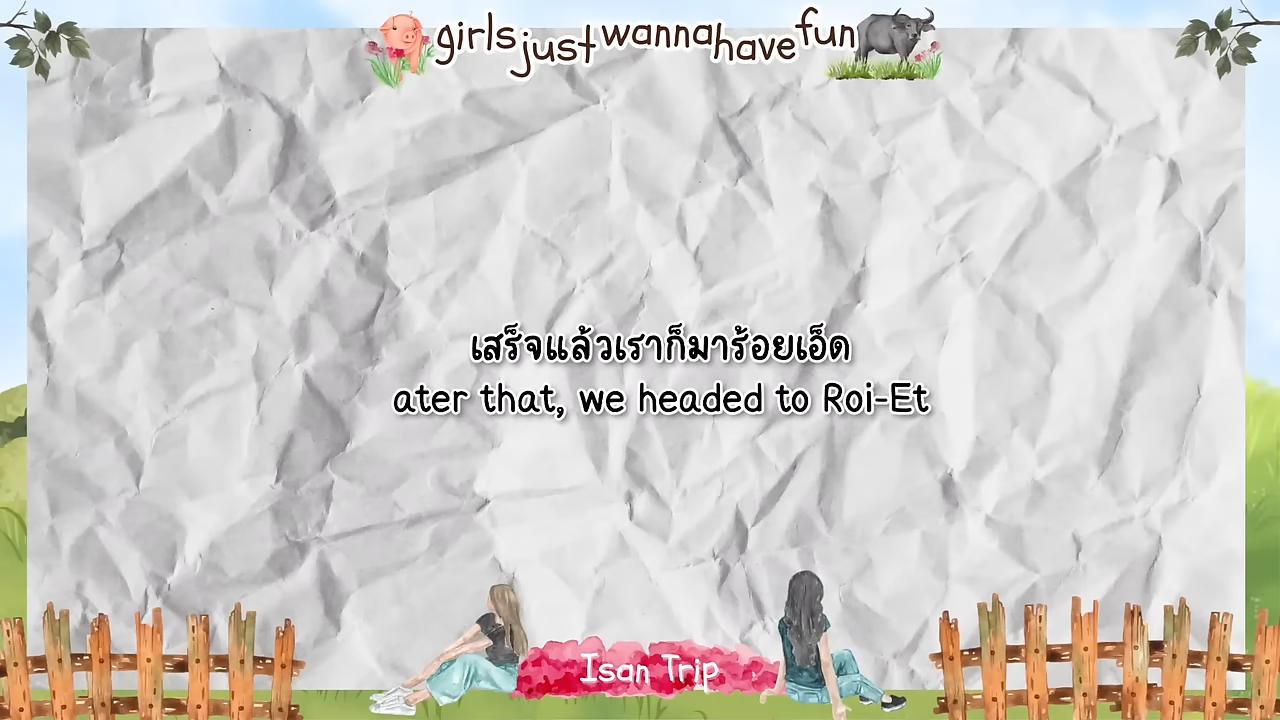 girls just wanna have fun
เสร็จแล้วเราก็มาร้อยเอ็ด
ater that, we headed to Roi-Et
Isan Trip